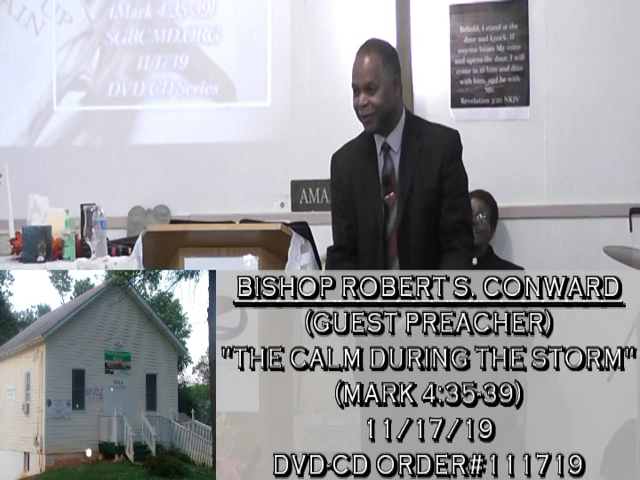 UP
AIN
(Mark 4:35-39)
SGBCMD.ORG
11/17/19
DVD/CD Series
Behold, I stand at the
door and knock. If
anyone hears My voice
and opens the door, I will
come in to him and dine
with him, and he with
Me.
Revelation 3:20 NKJV
AMA
BISHOP ROBERT S. CONWARD
(GUEST PREACHER)
"THE CALM DURING THE STORM"
(MARK 4:35-39)
11/17/19
DVD-CD ORDER#111719